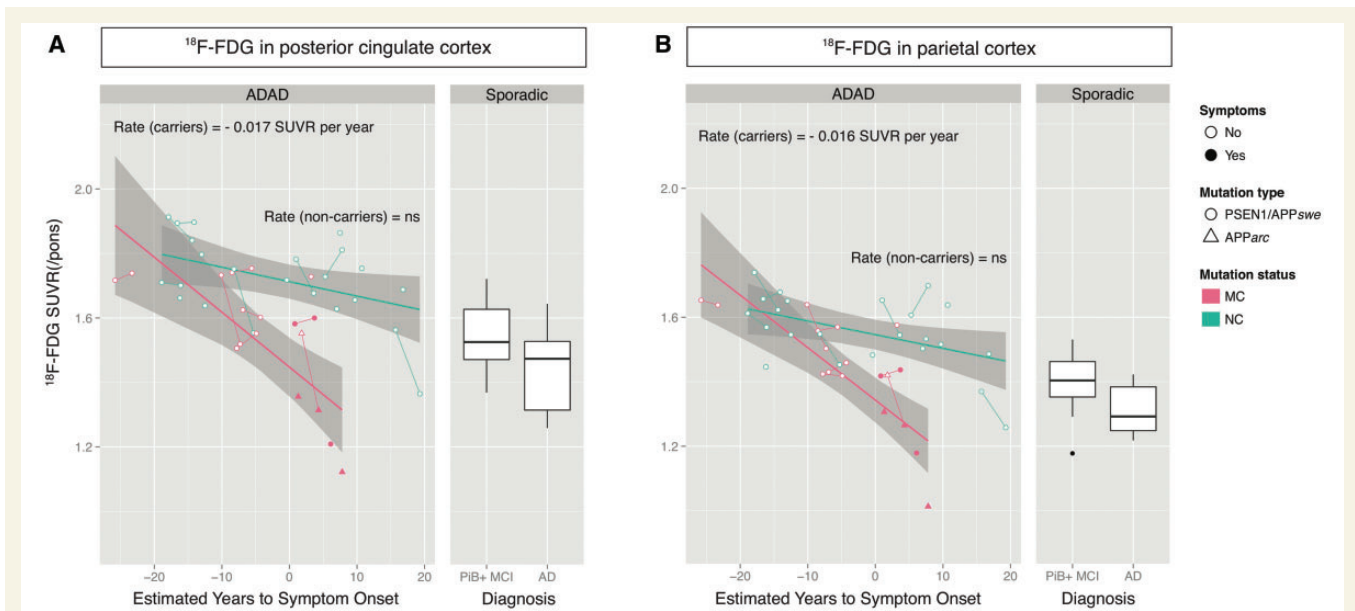 A
¹⁸F-FDG in posterior cingulate cortex
ADAD
Sporadic
Rate (carriers) = - 0.017 SUVR per year
Rate (non-carriers) = ns
¹⁸F-FDG SUVR(/pons)
2.0
1.6
1.2
−20
−10
0
10
20
PiB+ MCI
AD
Estimated Years to Symptom Onset
Diagnosis
B
¹⁸F-FDG in parietal cortex
ADAD
Sporadic
Rate (carriers) = - 0.016 SUVR per year
Rate (non-carriers) = ns
2.0
1.6
1.2
−20
−10
0
10
20
PiB+ MCI
AD
Estimated Years to Symptom Onset
Diagnosis
Symptoms
No
Yes
Mutation type
PSEN1/APPswe
APParc
Mutation status
MC
NC